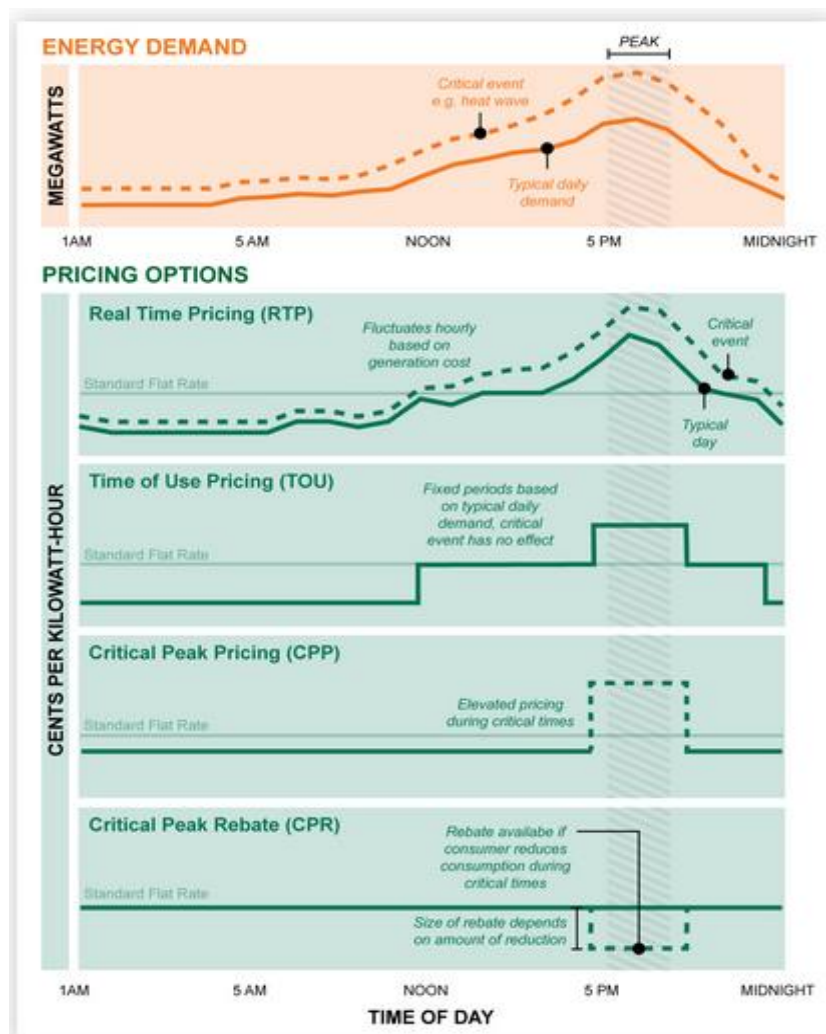 ENERGY DEMAND
PEAK
MEGAWATTS
Critical event
e.g. heat wave
Typical daily
demand
1AM 5 AM NOON 5 PM MIDNIGHT
PRICING OPTIONS
CENTS PER KILOWATT-HOUR
Real Time Pricing (RTP)
Fluctuates hourly
based on
generation cost
Critical
event
Standard Flat Rate
Typical
day
Time of Use Pricing (TOU)
Fixed periods based
on typical daily
demand, critical
event has no effect
Standard Flat Rate
Critical Peak Pricing (CPP)
Elevated pricing
during critical times
Standard Flat Rate
Critical Peak Rebate (CPR)
Rebate availabe if
consumer reduces
consumption during
critical times
Standard Flat Rate
Size of rebate depends
on amount of reduction
1AM 5 AM NOON 5 PM MIDNIGHT
TIME OF DAY